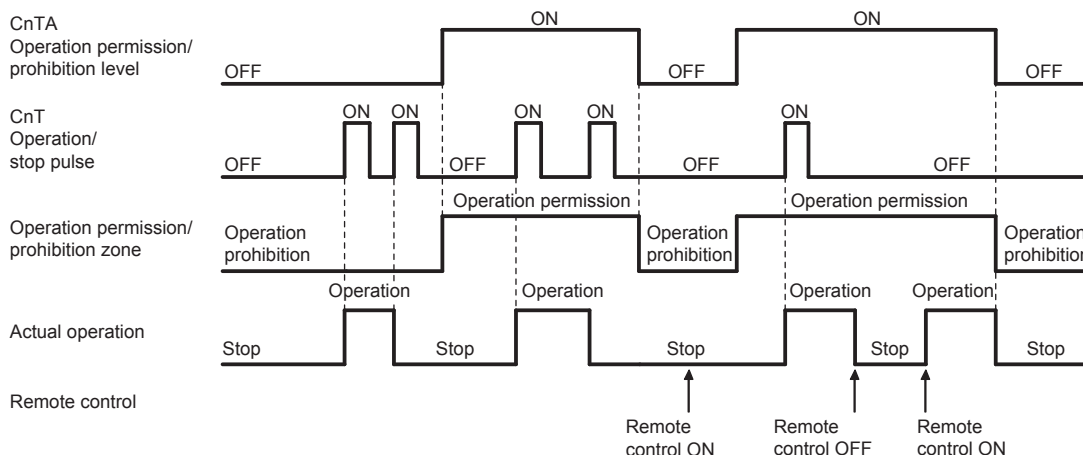 CnTA
Operation permission/
prohibition level
OFF
ON
OFF
ON
OFF
CnT
Operation/
stop pulse
OFF
ON
ON
OFF
ON
ON
OFF
ON
OFF
Operation permission/
prohibition zone
Operation
prohibition
Operation permission
Operation
prohibition
Operation permission
Operation
prohibition
Actual operation
Stop
Operation
Stop
Operation
Stop
Operation
Stop
Operation
Stop
Remote control
Remote
control ON
Remote
control OFF
Remote
control ON